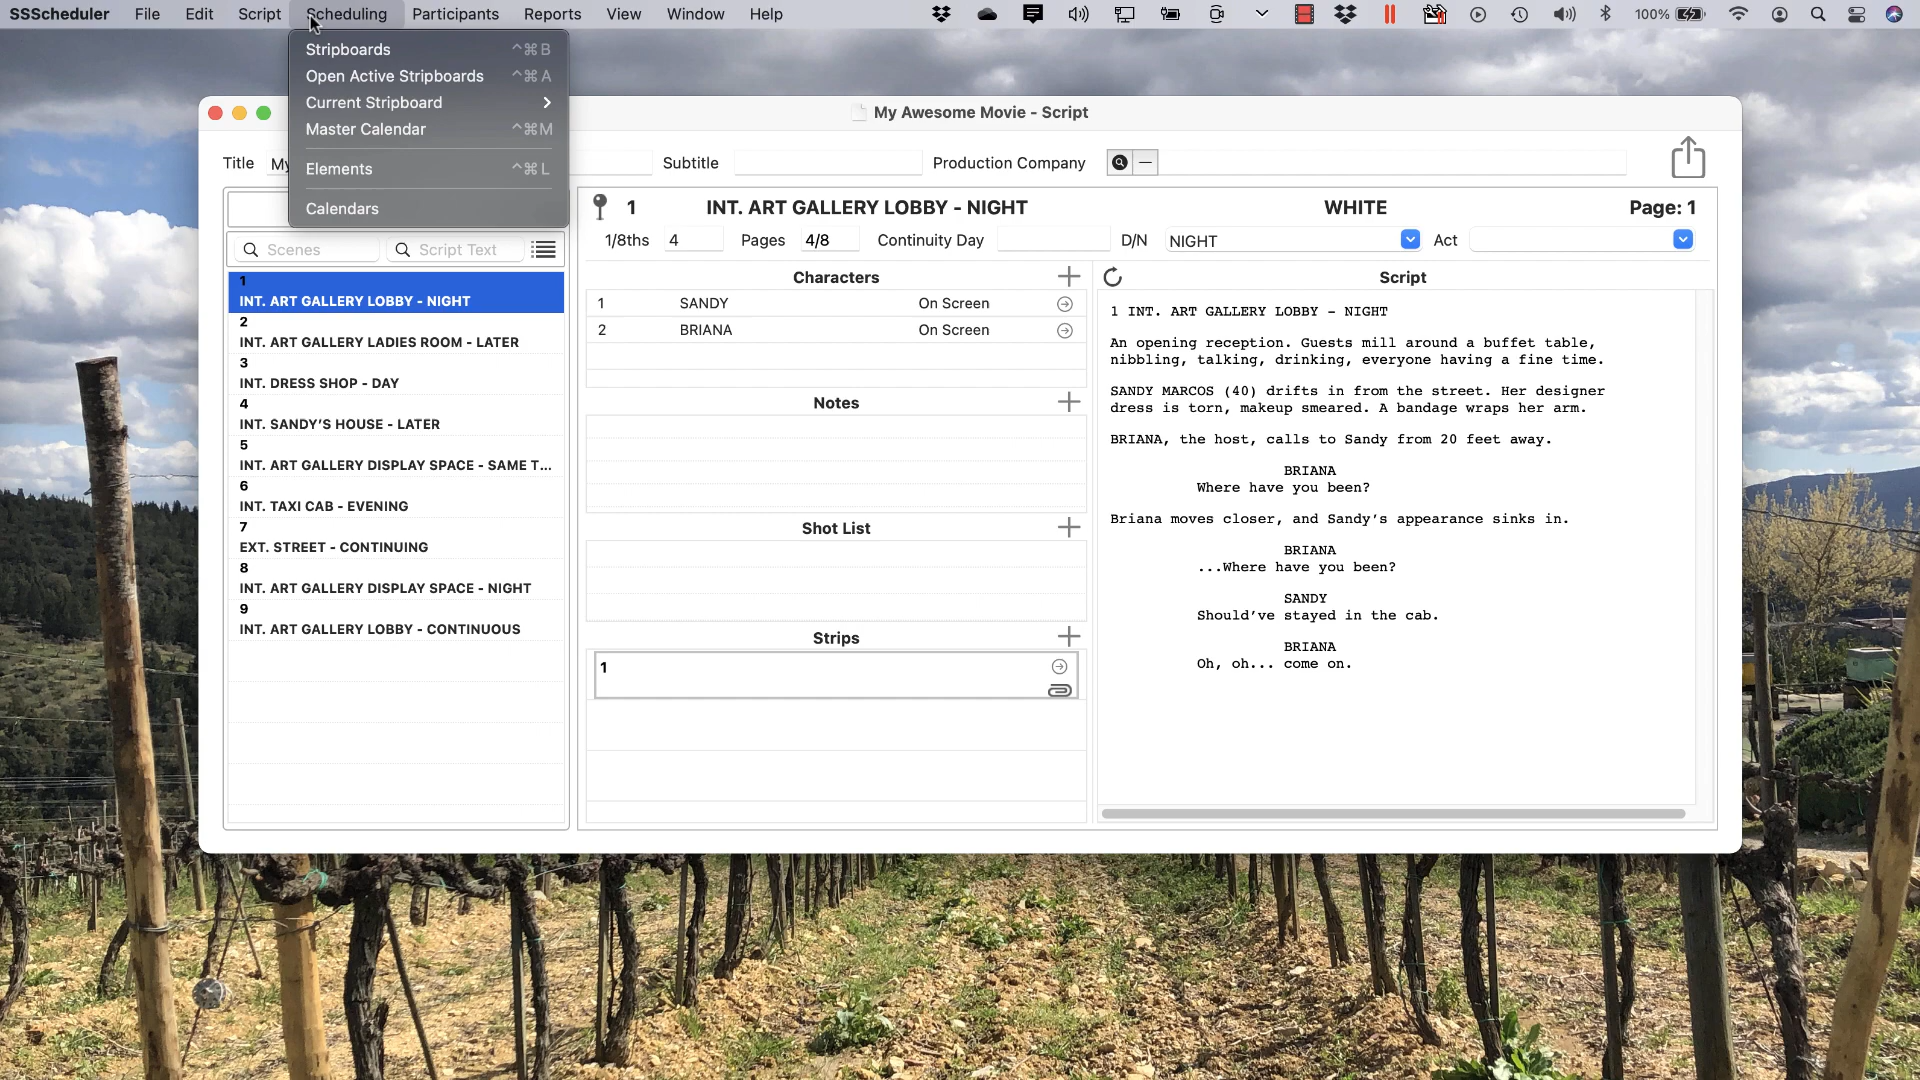 SSScheduler File Edit Script Scheduling Participants Reports View Window Help 100%
Stripboards ^⌘B
Open Active Stripboards ^⌘A
Current Stripboard
Master Calendar ^⌘M
Elements ^⌘L
Calendars
My Awesome Movie - Script
Title My Subtitle Production Company
Scenes Script Text
1
INT. ART GALLERY LOBBY - NIGHT
2
INT. ART GALLERY LADIES ROOM - LATER
3
INT. DRESS SHOP - DAY
4
INT. SANDY'S HOUSE - LATER
5
INT. ART GALLERY DISPLAY SPACE - SAME T...
6
INT. TAXI CAB - EVENING
7
EXT. STREET - CONTINUING
8
INT. ART GALLERY DISPLAY SPACE - NIGHT
9
INT. ART GALLERY LOBBY - CONTINUOUS
1 INT. ART GALLERY LOBBY - NIGHT WHITE Page: 1
1/8ths 4 Pages 4/8 Continuity Day D/N NIGHT Act
Characters
1 SANDY On Screen
2 BRIANA On Screen
Notes
Shot List
Strips
1
Script
1 INT. ART GALLERY LOBBY - NIGHT
An opening reception. Guests mill around a buffet table,
nibbling, talking, drinking, everyone having a fine time.
SANDY MARCOS (40) drifts in from the street. Her designer
dress is torn, makeup smeared. A bandage wraps her arm.
BRIANA, the host, calls to Sandy from 20 feet away.
BRIANA
Where have you been?
Briana moves closer, and Sandy's appearance sinks in.
BRIANA
...Where have you been?
SANDY
Should've stayed in the cab.
BRIANA
Oh, oh... come on.